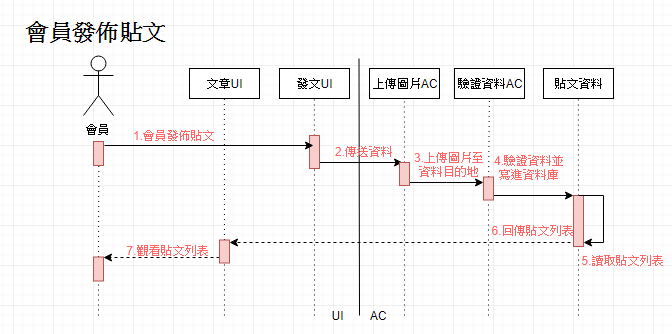 會員發佈貼文
文章UI
發文UI
上傳圖片AC
驗證資料AC
貼文資料
會員
1.會員發佈貼文
2.傳送資料
3.上傳圖片至
資料目的地
4.驗證資料並
寫進資料庫
6.回傳貼文列表
7.觀看貼文列表
5.讀取貼文列表
UI
AC